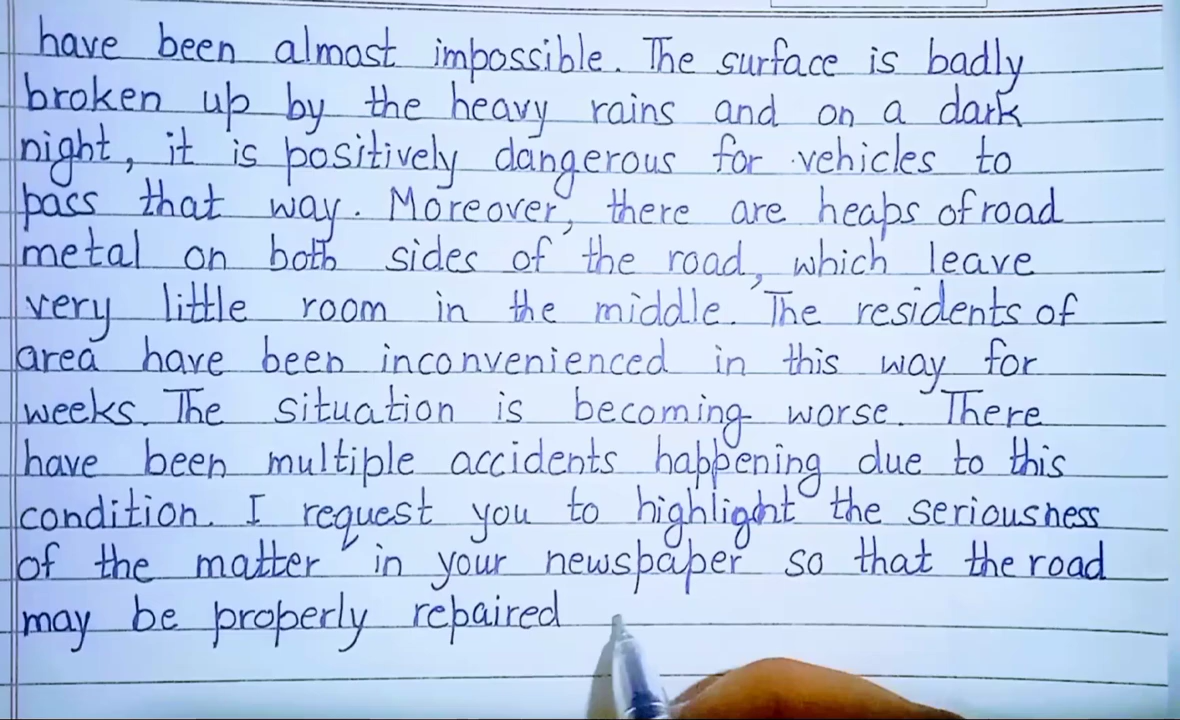 have been almost impossible. The surface is badly
broken up by the heavy rains and on a dark
night, it is positively dangerous for vehicles to
pass that way. Moreover, there are heaps of road
metal on both sides of the road, which leave
very little room in the middle. The residents of
area have been inconvenienced in this way for
weeks. The situation is becoming worse. There
have been multiple accidents happening due to this
condition. I request you to highlight the seriousness
of the matter in your newspaper so that the road
may be properly repaired